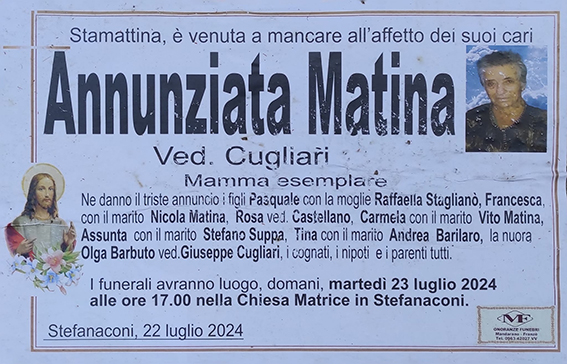 Stamattina, è venuta a mancare all'affetto dei suoi cari
Annunziata Matina
Ved. Cugliari
Mamma esemplare
Ne danno il triste annuncio i figli Pasquale con la moglie Raffaella Staglianò, Francesca,
con il marito Nicola Matina, Rosa ved. Castellano, Carmela con il marito Vito Matina,
Assunta con il marito Stefano Suppa, Tina con il marito Andrea Barilaro, la nuora
Olga Barbuto ved.Giuseppe Cugliari, i cognati, i nipoti e i parenti tutti.
I funerali avranno luogo, domani, martedì 23 luglio 2024
alle ore 17.00 nella Chiesa Matrice in Stefanaconi.
Stefanaconi, 22 luglio 2024
MF
ONORANZE FUNEBRI
Mandarano - Franzè